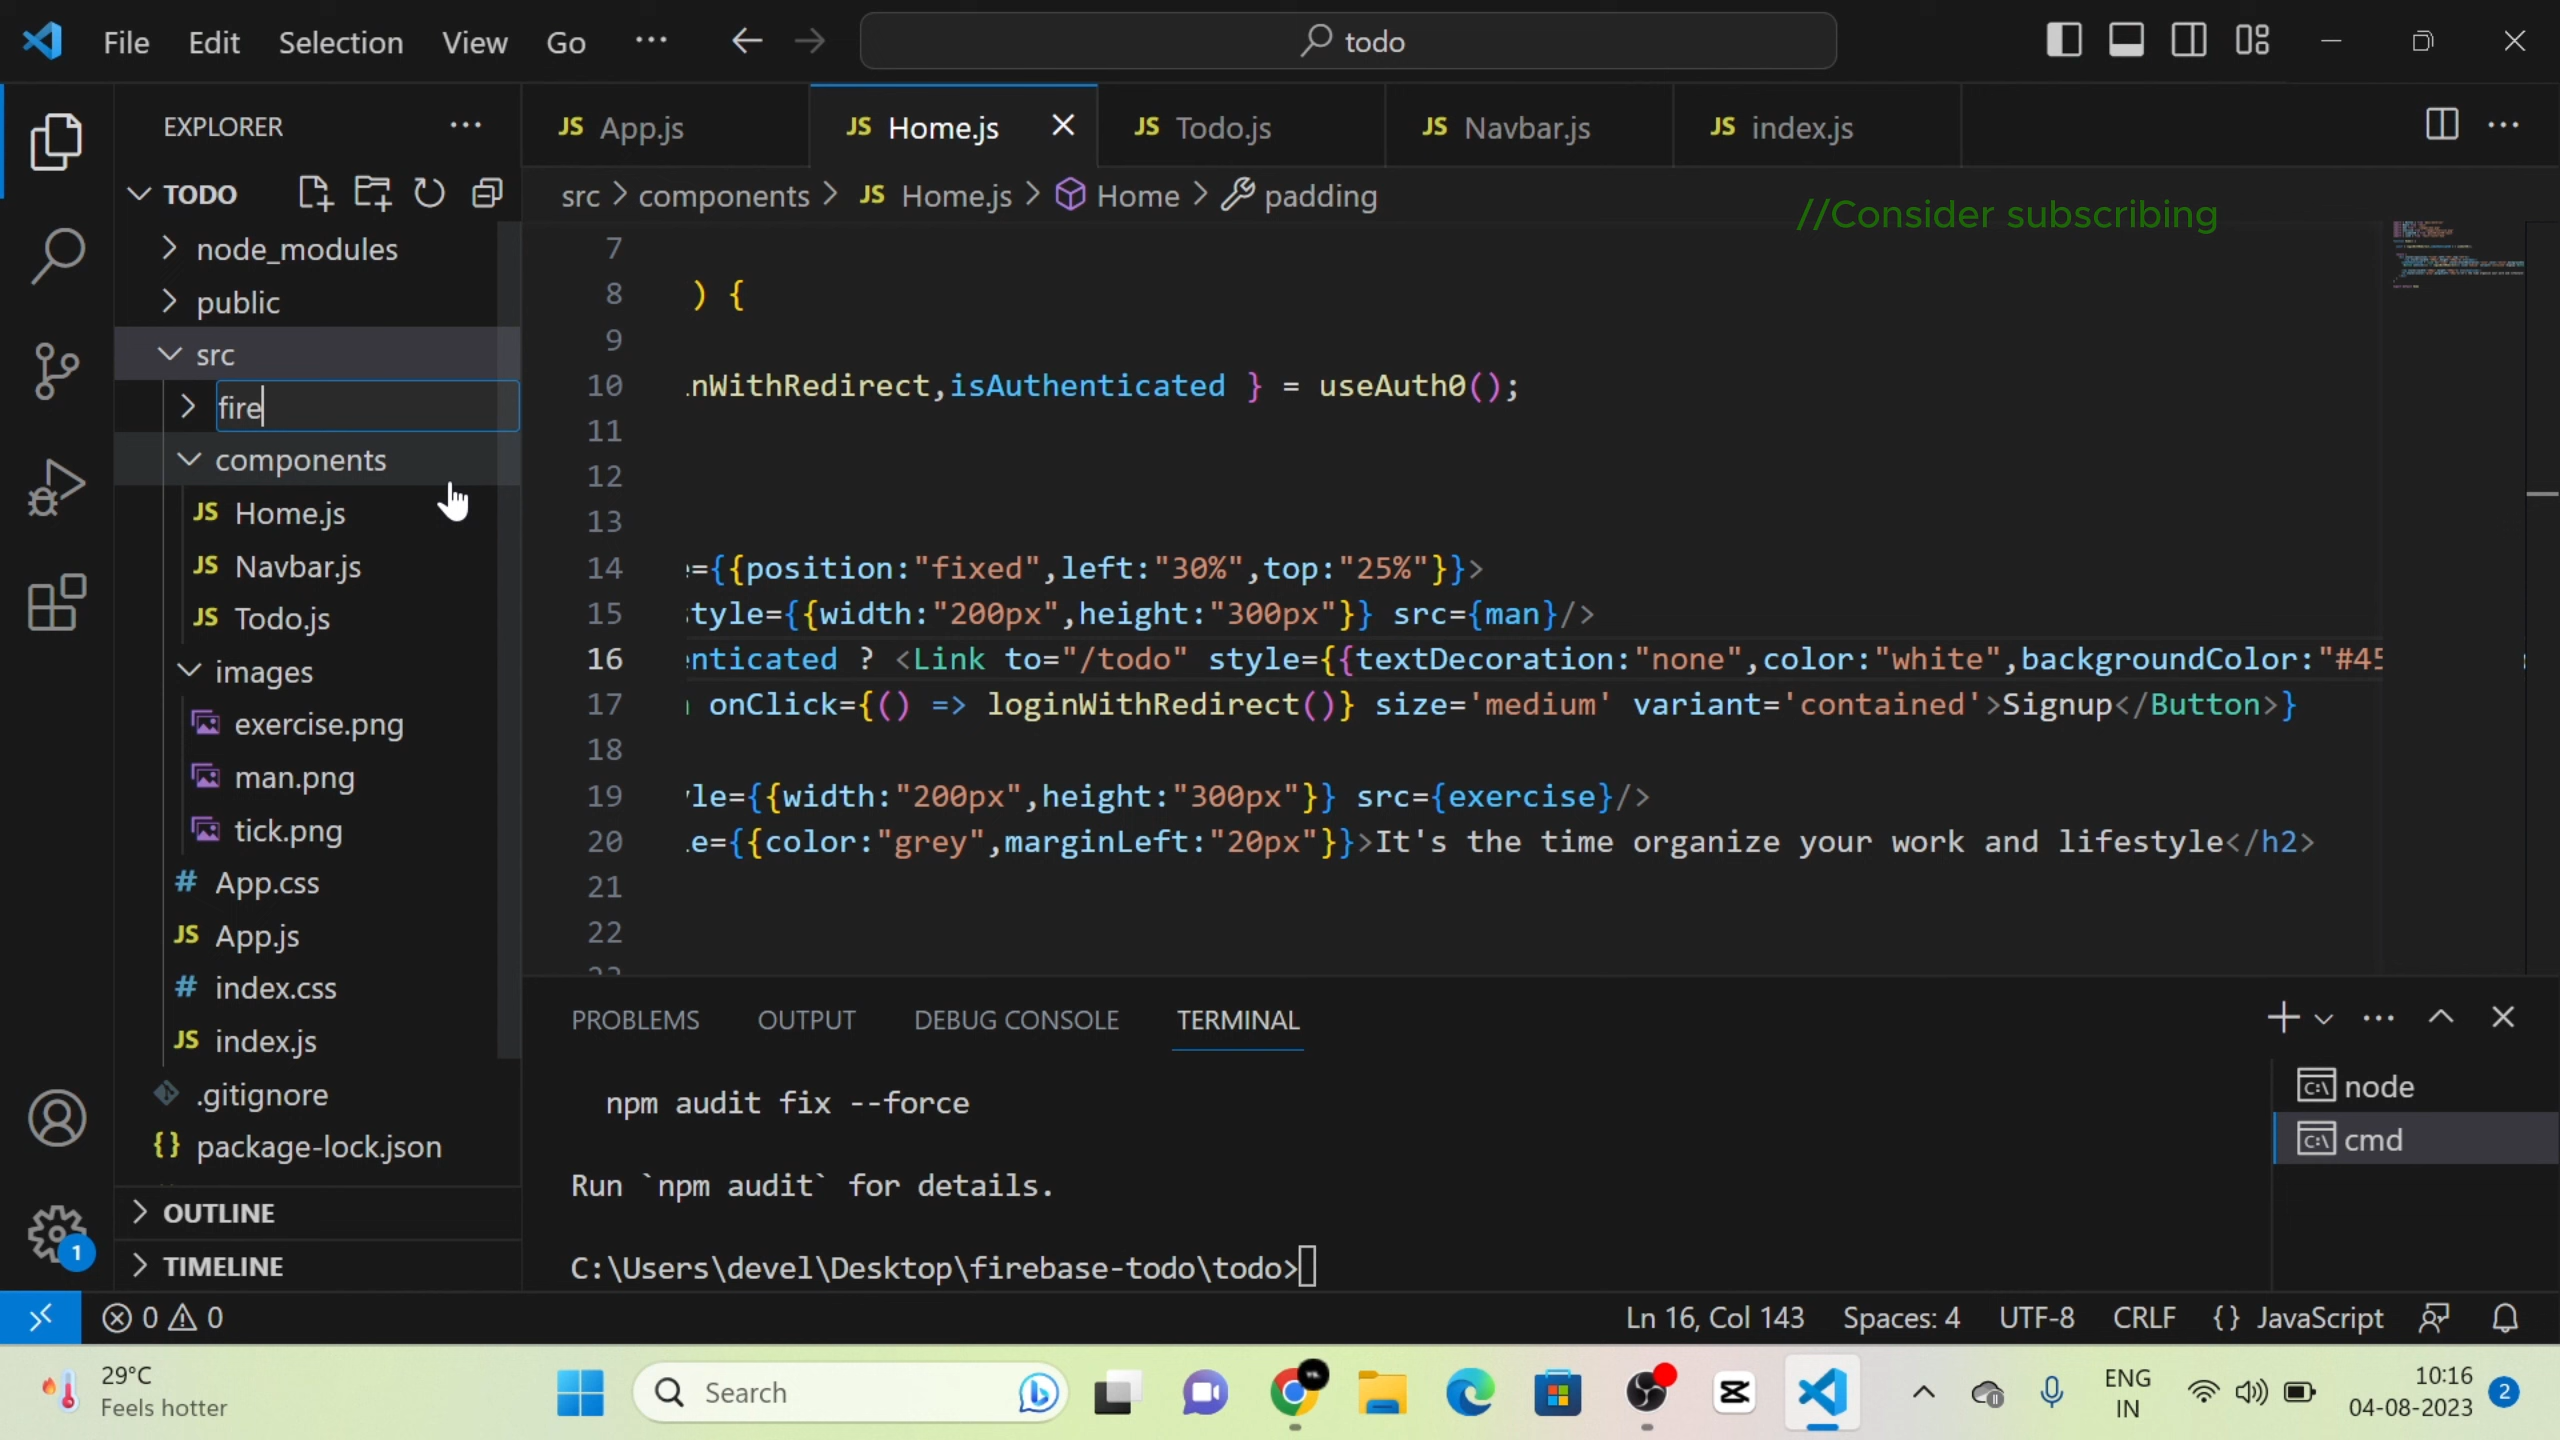 File Edit Selection View Go ··· todo
EXPLORER ···
TODO
node_modules
public
src
fire
components
JS Home.js
JS Navbar.js
JS Todo.js
images
exercise.png
man.png
tick.png
# App.css
JS App.js
# index.css
JS index.js
.gitignore
{} package-lock.json
OUTLINE
TIMELINE
JS App.js JS Home.js JS Todo.js JS Navbar.js JS index.js
src > components > JS Home.js > Home > padding
//Consider subscribing
7
8 ) {
9
10 nWithRedirect,isAuthenticated } = useAuth0();
11
12
13
14 ={{position:"fixed",left:"30%",top:"25%"}}>
15 style={{width:"200px",height:"300px"}} src={man}/>
16 enticated ? <Link to="/todo" style={{textDecoration:"none",color:"white",backgroundColor:"#45
17 onClick={() => loginWithRedirect()} size='medium' variant='contained'>Signup</Button>}
18
19 le={{width:"200px",height:"300px"}} src={exercise}/>
20 e={{color:"grey",marginLeft:"20px"}}>It's the time organize your work and lifestyle</h2>
21
22
PROBLEMS OUTPUT DEBUG CONSOLE TERMINAL
npm audit fix --force
Run `npm audit` for details.
C:\Users\devel\Desktop\firebase-todo\todo>
node
cmd
1
0 0 Ln 16, Col 143 Spaces: 4 UTF-8 CRLF {} JavaScript
29°C
Feels hotter
Search
ENG
IN
10:16
04-08-2023
2